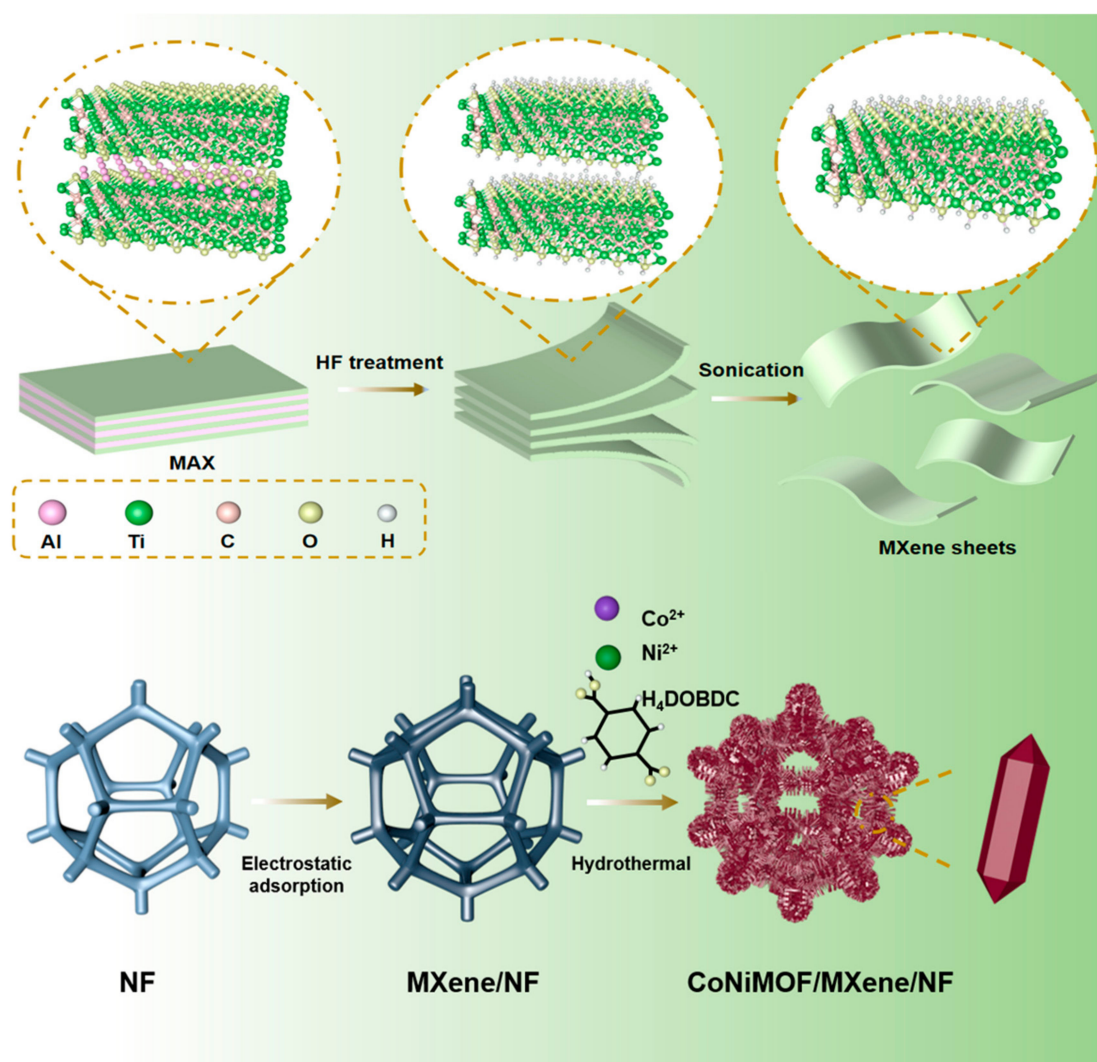 HF treatment
Sonication
MAX
Al Ti C O H
MXene sheets
Co²⁺
Ni²⁺
H₄DOBDC
Electrostatic
adsorption
Hydrothermal
NF
MXene/NF
CoNiMOF/MXene/NF